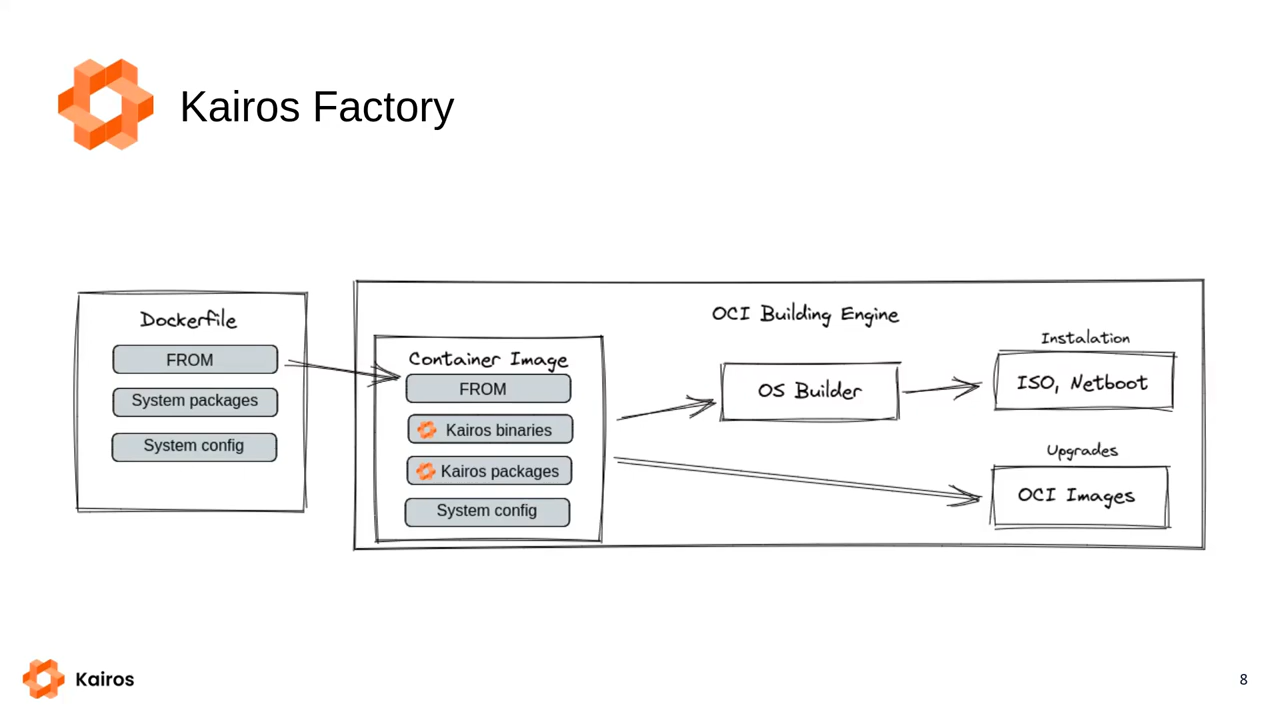 Kairos Factory
Dockerfile
FROM
System packages
System config
OCI Building Engine
Container Image
FROM
Kairos binaries
Kairos packages
System config
OS Builder
Instalation
ISO, Netboot
Upgrades
OCI Images
Kairos
8